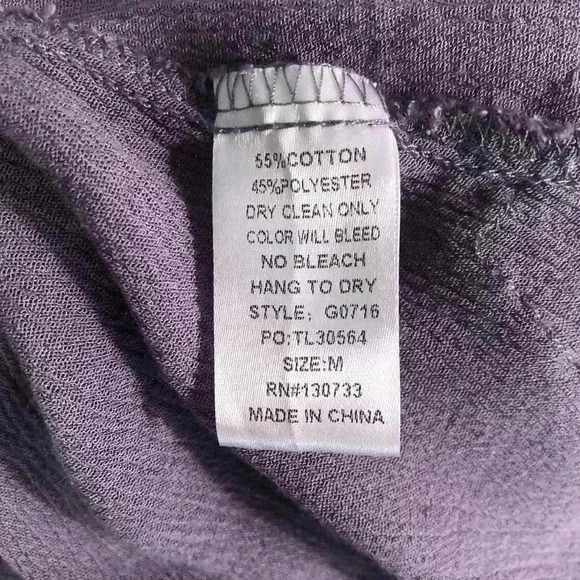 55%COTTON
45%POLYESTER
DRY CLEAN ONLY
COLOR WILL BLEED
NO BLEACH
HANG TO DRY
STYLE: G0716
PO:TL30564
SIZE:M
RN#130733
MADE IN CHINA